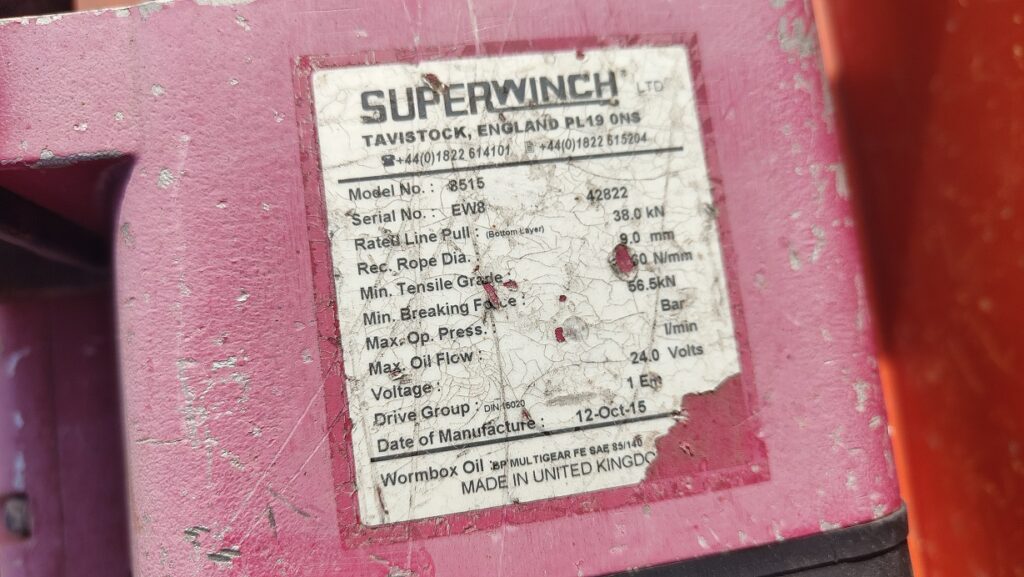 SUPERWINCH LTD
TAVISTOCK, ENGLAND PL19 0NS
+44(0)1822 614101 +44(0)1822 615204
Model No. : 8515
Serial No. : EW8 42822
Rated Line Pull : (Bottom Layer) 38.0 kN
Rec. Rope Dia. 9.0 mm
Min. Tensile Grade : N/mm
Min. Breaking : 56.5kN
Max. Op. Press. Bar
Max. Oil Flow : l/min
Voltage : 24.0 Volts
Drive Group : DIN 15020 1 Em
Date of Manufacture : 12-Oct-15
Wormbox Oil : BP MULTIGEAR FE SAE 85/140
MADE IN UNITED